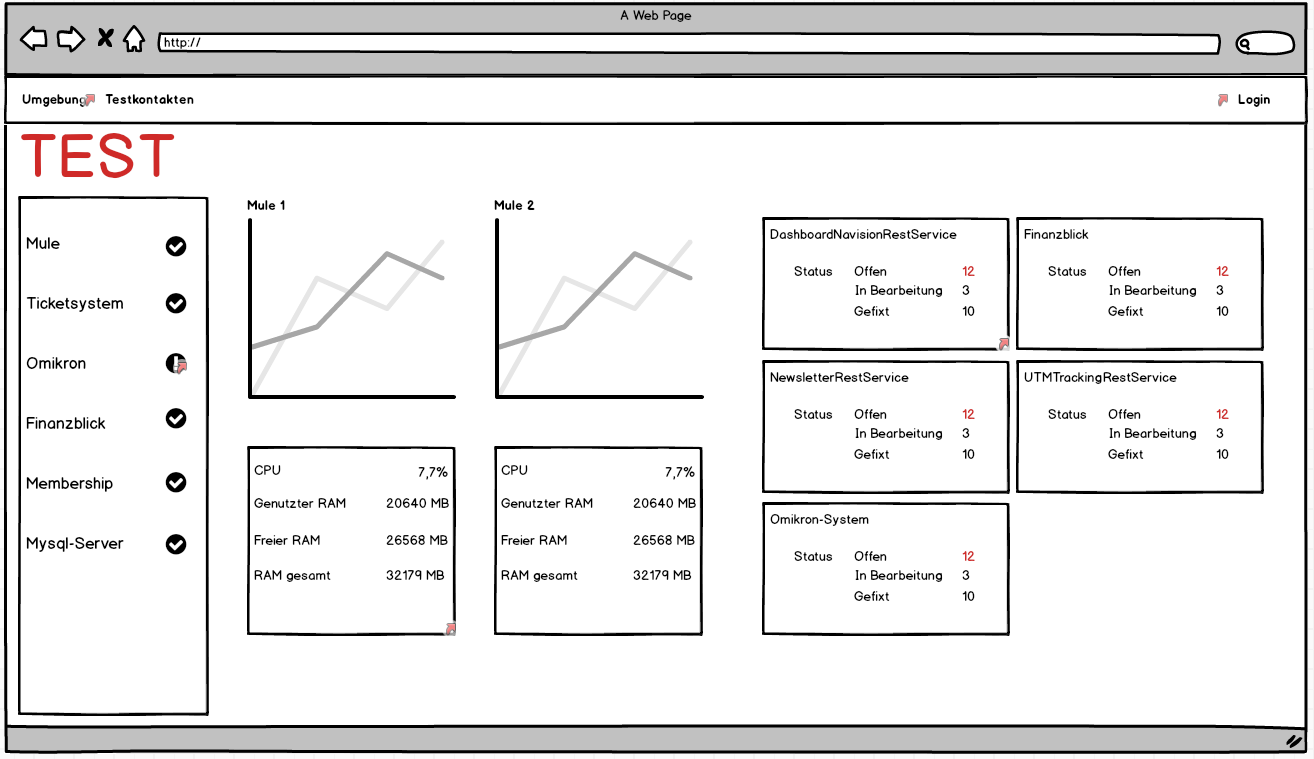 A Web Page
http://
Umgebung Testkontakten Login
TEST
Mule
Ticketsystem
Omikron
Finanzblick
Membership
Mysql-Server
Mule 1
CPU 7,7%
Genutzter RAM 20640 MB
Freier RAM 26568 MB
RAM gesamt 32179 MB
Mule 2
CPU 7,7%
Genutzter RAM 20640 MB
Freier RAM 26568 MB
RAM gesamt 32179 MB
DashboardNavisionRestService
Status Offen 12
In Bearbeitung 3
Gefixt 10
Finanzblick
Status Offen 12
In Bearbeitung 3
Gefixt 10
NewsletterRestService
Status Offen 12
In Bearbeitung 3
Gefixt 10
UTMTrackingRestService
Status Offen 12
In Bearbeitung 3
Gefixt 10
Omikron-System
Status Offen 12
In Bearbeitung 3
Gefixt 10